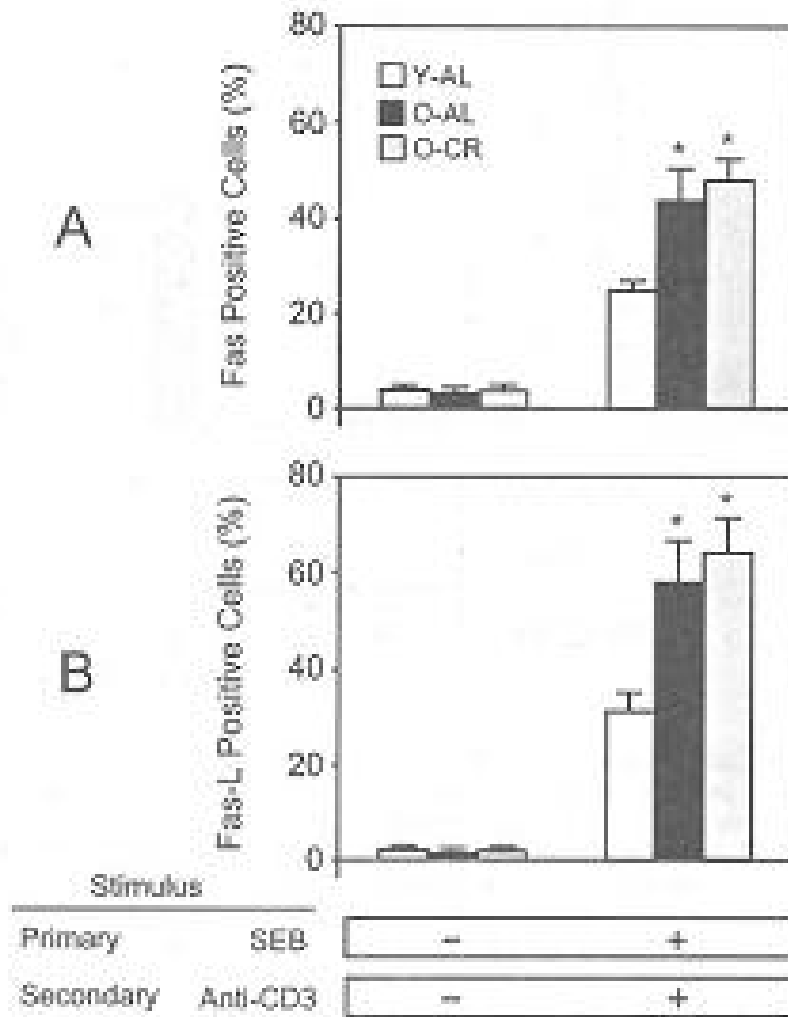 A
Fas Positive Cells (%)
80
60
40
20
0
Y-AL
O-AL
O-CR
* *
B
Fas-L Positive Cells (%)
80
60
40
20
0
* *
Stimulus
Primary SEB − +
Secondary Anti-CD3 − +